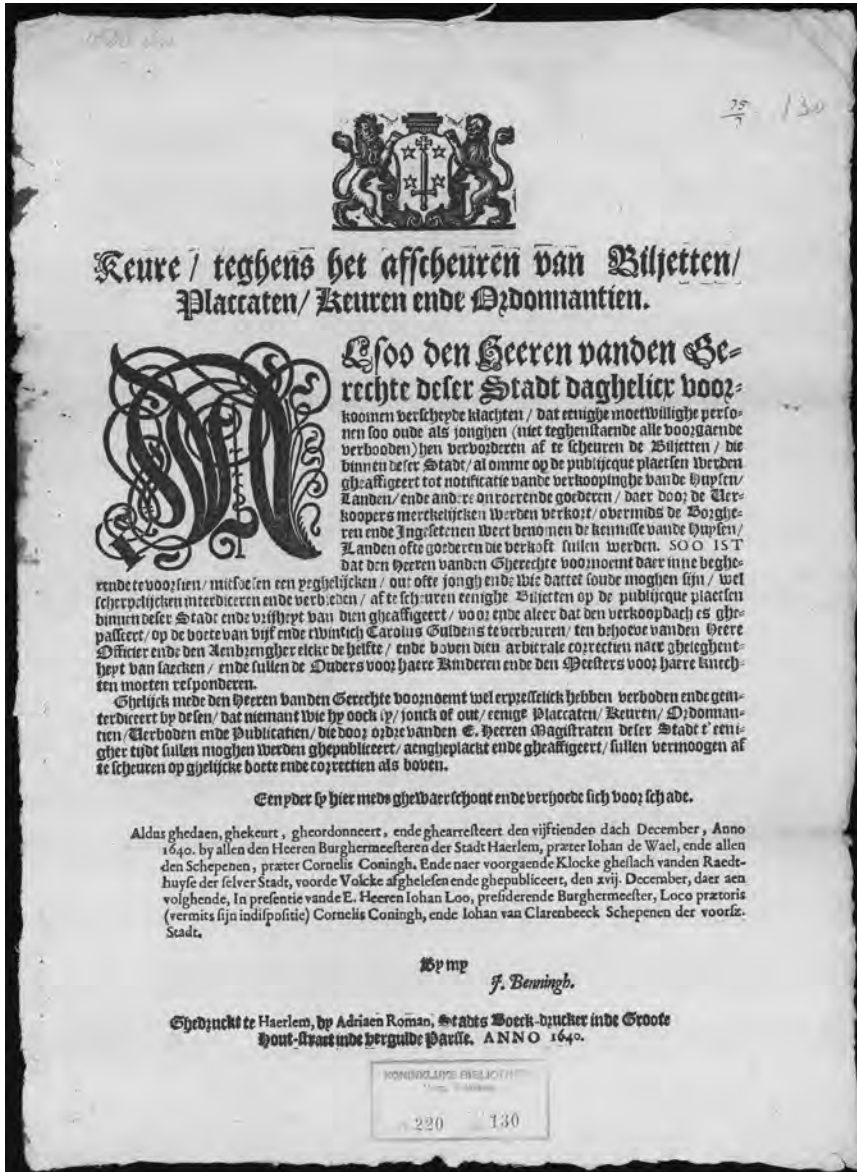 75
7
130
Keure / teghens het afscheuren van Biljetten /
Placcaten / Keuren ende Ordonnantien.
Alsoo den Heeren vanden Ge-
rechte deser Stadt daghelicx voor-
koomen verscheyde klachten / dat eenighe moetwillighe perso-
nen soo oude als jonghen (niet teghenstaende alle voorgaende
verbooden) hen vervorderen af te scheuren de Biljetten / die
binnen deser Stadt / al omme op de publijcque plaetsen werden
gheaffigeert tot notificatie vande verkoopinghe vande Huysen /
Landen / ende andere onroerende goederen / daer door de Ver-
koopers merckelijcken werden verkort / overmids de Borghe-
ren ende Ingesetenen wert benomen de kennisse vande Huysen /
Landen ofte goederen die verkoft sullen werden. SOO IST
dat den Heeren vanden Gherechte voornoemt daer inne beghe-
rende te voorsien / mitsdesen een yeghelijcken / out ofte jongh ende wie dattet soude moghen sijn / wel
scherpelijcken interdiceren ende verbieden / af te scheuren eenighe Biljetten op de publijcque plaetsen
binnen deser Stadt ende vrijheyt van dien gheaffigeert / voor ende aleer dat den verkoopdach es ghe-
passeert / op de boete van vijf ende twintich Carolus Guldens te verbeuren / ten behoeve vanden Heere
Officier ende den Aenbrengher elckr de helfte / ende boven dien arbitrale correctien naer gheleghent-
heyt van saecken / ende sullen de Ouders voor haere Kinderen ende den Meesters voor haere knech-
ten moeten responderen.
Ghelijck mede den Heeren vanden Gerechte voornoemt wel expresselick hebben verboden ende gein-
terdiceert by desen / dat niemant wie hy oock sy / jonck of out / eenige Placcaten / Keuren / Ordonnan-
tien / Verboden ende Publicatien / die door ordre vanden E. Heeren Magistraten deser Stadt t'eeni-
gher tijdt sullen moghen werden ghepubliceert / aengheplackt ende gheaffigeert / sullen vermoogen af
te scheuren op ghelijcke boete ende correctien als boven.
Een yder sy hier mede ghewaerschout ende verhoede sich voor schade.
Aldus ghedaen, ghekeurt, gheordonneert, ende ghearresteert den vijftienden dach December, Anno
1640. by allen den Heeren Burghermeesteren der Stadt Haerlem, præter Iohan de Wael, ende allen
den Schepenen, præter Cornelis Coningh. Ende naer voorgaende Klocke gheslach vanden Raedt-
huyse der selver Stadt, voorde Volcke afghelesen ende ghepubliceert, den xvij. December, daer aen
volghende, In presentie vande E. Heeren Iohan Loo, presiderende Burghermeester, Loco prætoris
(vermits sijn indispositie) Cornelis Coningh, ende Iohan van Clarenbeeck Schepenen der voorsz.
Stadt.
By my
J. Benningh.
Ghedruckt te Haerlem, by Adriaen Roman, Stadts Boeck-drucker inde Groote
Hout-straet inde vergulde Parsse. ANNO 1640.
KONINKLIJKE BIBLIOTHEEK
220 130